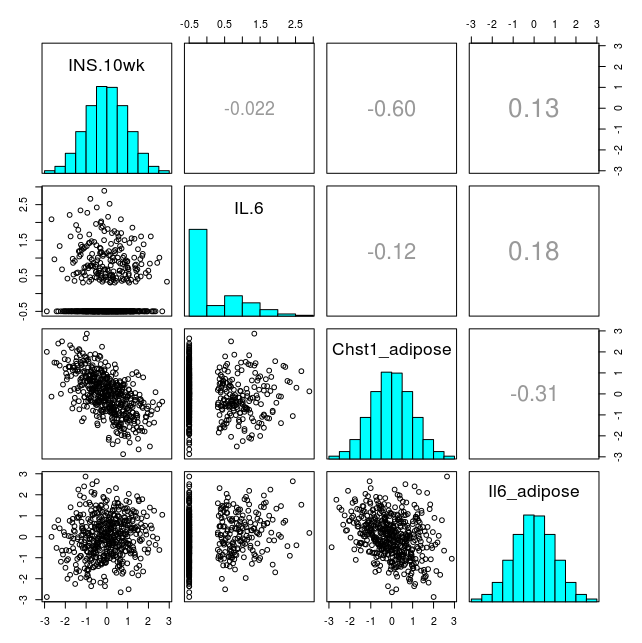 -0.5 0.5 1.5 2.5 -3 -2 -1 0 1 2 3
INS.10wk -0.022 -0.60 0.13 -3 -2 -1 0 1 2 3
-0.5 0.5 1.5 2.5 IL.6 -0.12 0.18
Chst1_adipose -0.31 -3 -2 -1 0 1 2 3
-3 -2 -1 0 1 2 3 Il6_adipose
-3 -2 -1 0 1 2 3 -3 -2 -1 0 1 2 3